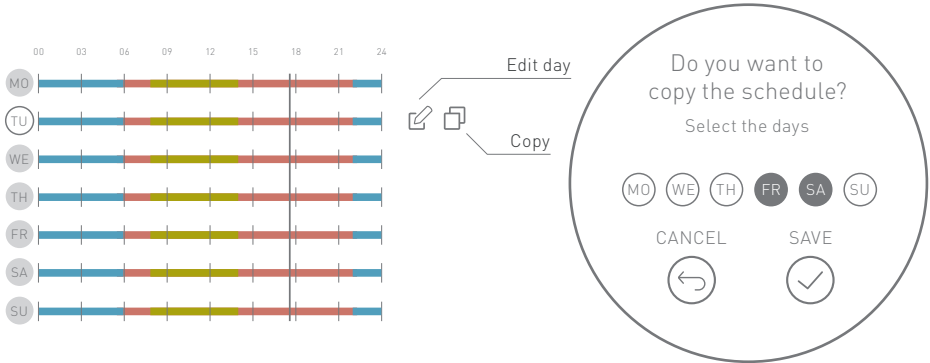 00 03 06 09 12 15 18 21 24
MO
TU
WE
TH
FR
SA
SU
Edit day
Copy
Do you want to
copy the schedule?
Select the days
MO WE TH FR SA SU
CANCEL SAVE